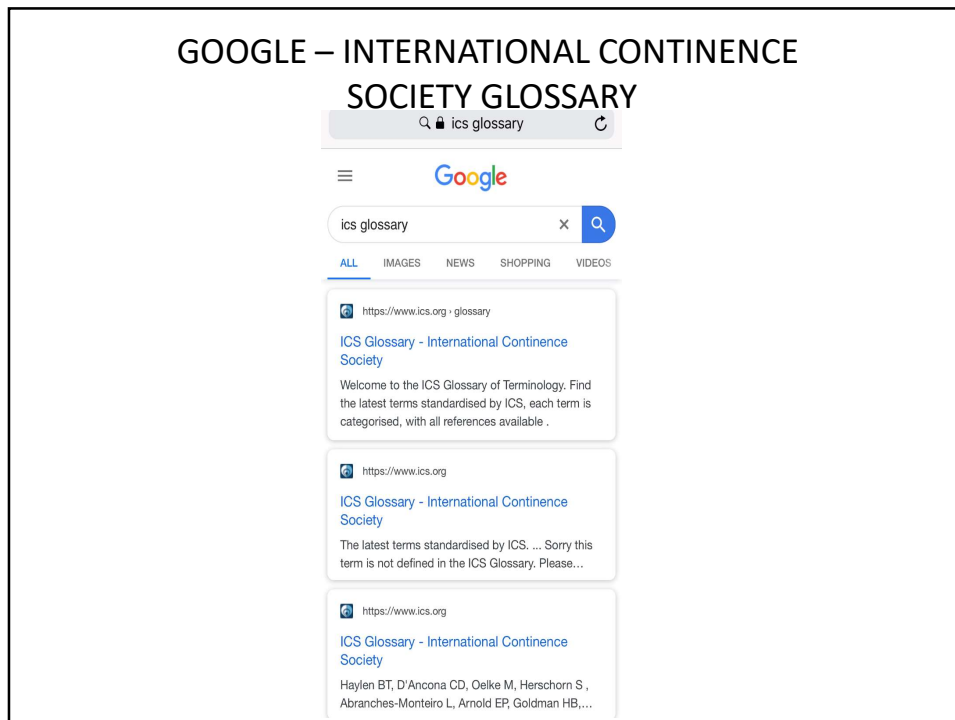 GOOGLE – INTERNATIONAL CONTINENCE
SOCIETY GLOSSARY
ics glossary
Google
ics glossary
ALL IMAGES NEWS SHOPPING VIDEOS
https://www.ics.org › glossary
ICS Glossary - International Continence
Society
Welcome to the ICS Glossary of Terminology. Find
the latest terms standardised by ICS, each term is
categorised, with all references available .
https://www.ics.org
ICS Glossary - International Continence
Society
The latest terms standardised by ICS. ... Sorry this
term is not defined in the ICS Glossary. Please...
https://www.ics.org
ICS Glossary - International Continence
Society
Haylen BT, D'Ancona CD, Oelke M, Herschorn S ,
Abranches-Monteiro L, Arnold EP, Goldman HB,...